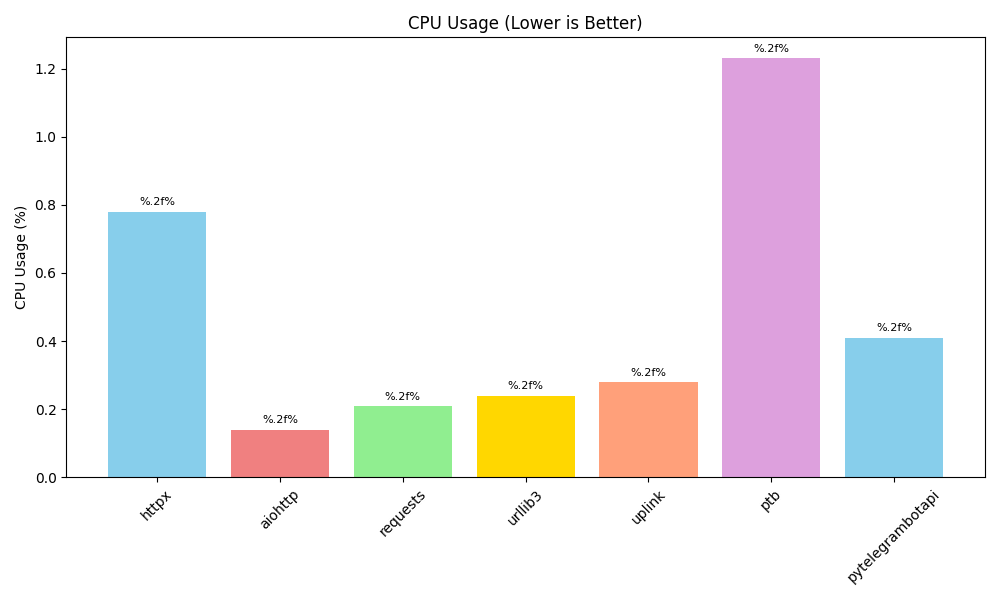 CPU Usage (Lower is Better)
CPU Usage (%)
1.2
1.0
0.8
0.6
0.4
0.2
0.0
%.2f%
%.2f%
%.2f%
%.2f%
%.2f%
%.2f%
%.2f%
httpx
aiohttp
requests
urllib3
uplink
ptb
pytelegrambotapi